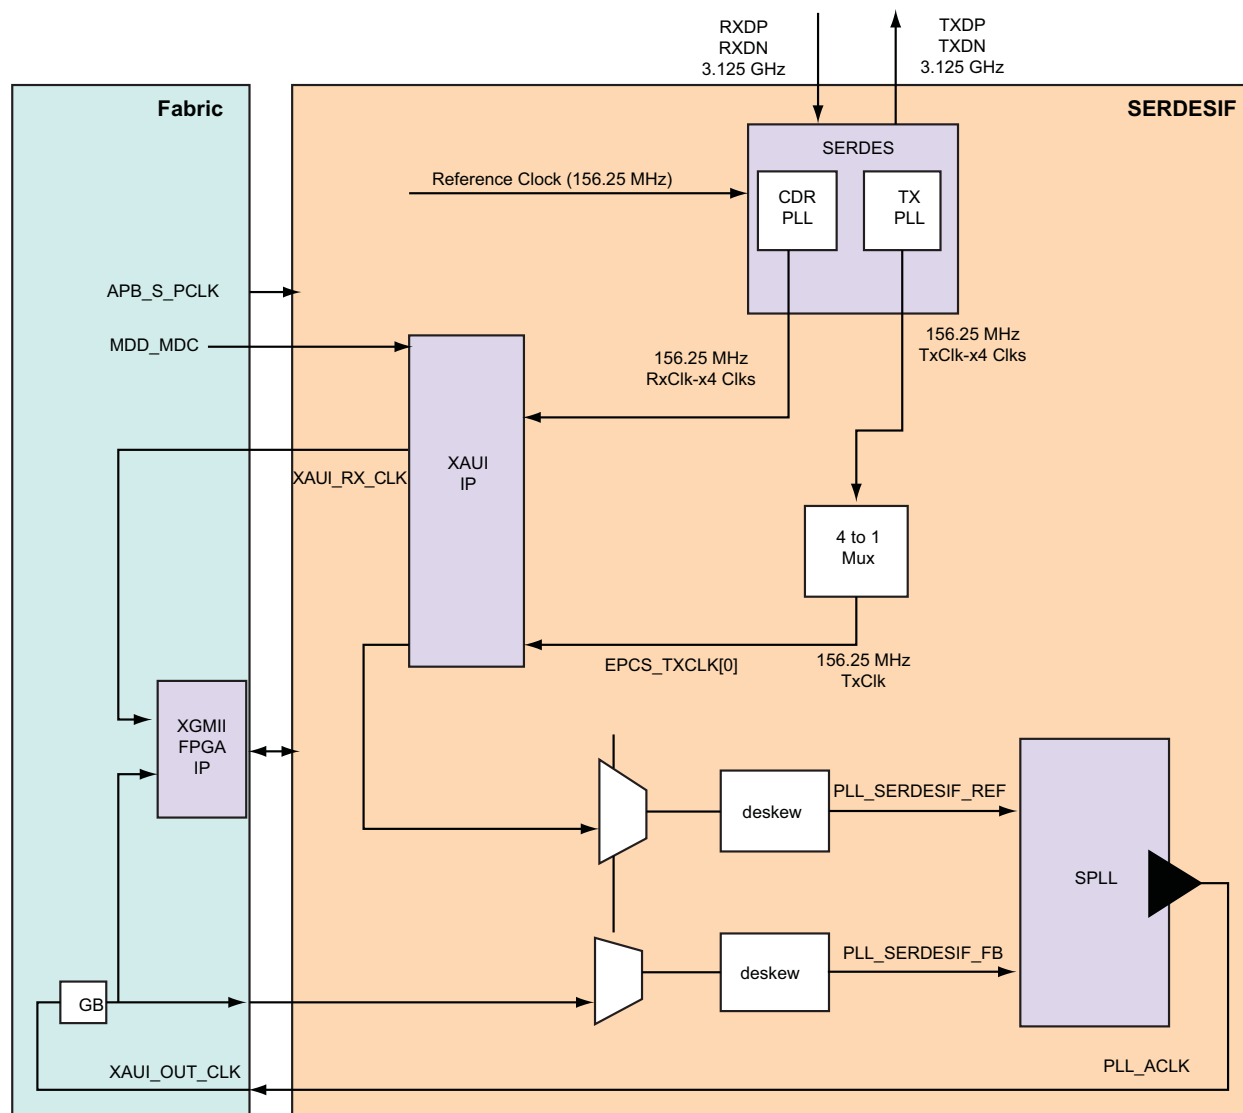 RXDP
RXDN
3.125 GHz
TXDP
TXDN
3.125 GHz
Fabric
SERDESIF
SERDES
Reference Clock (156.25 MHz)
CDR
PLL
TX
PLL
APB_S_PCLK
MDD_MDC
156.25 MHz
RxClk-x4 Clks
156.25 MHz
TxClk-x4 Clks
XAUI_RX_CLK
XAUI
IP
4 to 1
Mux
EPCS_TXCLK[0]
156.25 MHz
TxClk
XGMII
FPGA
IP
deskew
PLL_SERDESIF_REF
SPLL
deskew
PLL_SERDESIF_FB
GB
XAUI_OUT_CLK
PLL_ACLK